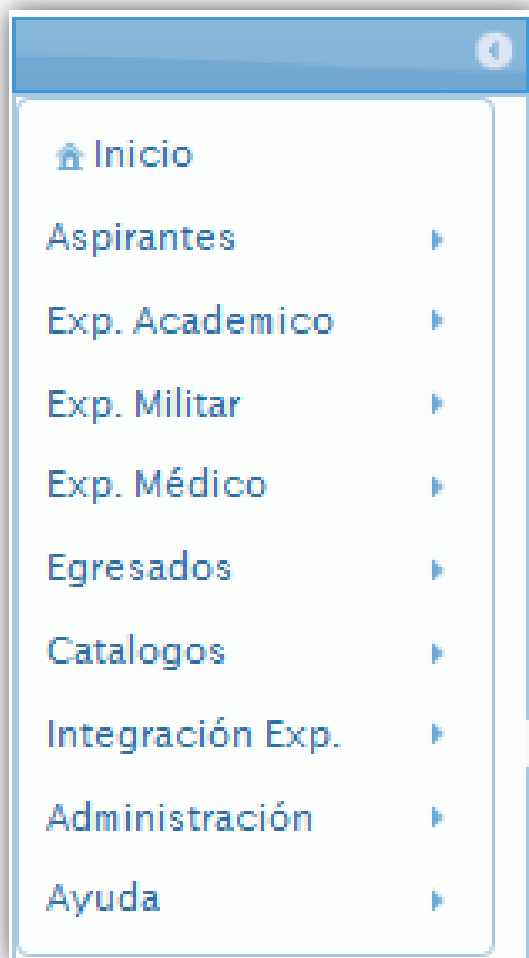 Inicio
Aspirantes
Exp. Academico
Exp. Militar
Exp. Médico
Egresados
Catalogos
Integración Exp.
Administración
Ayuda